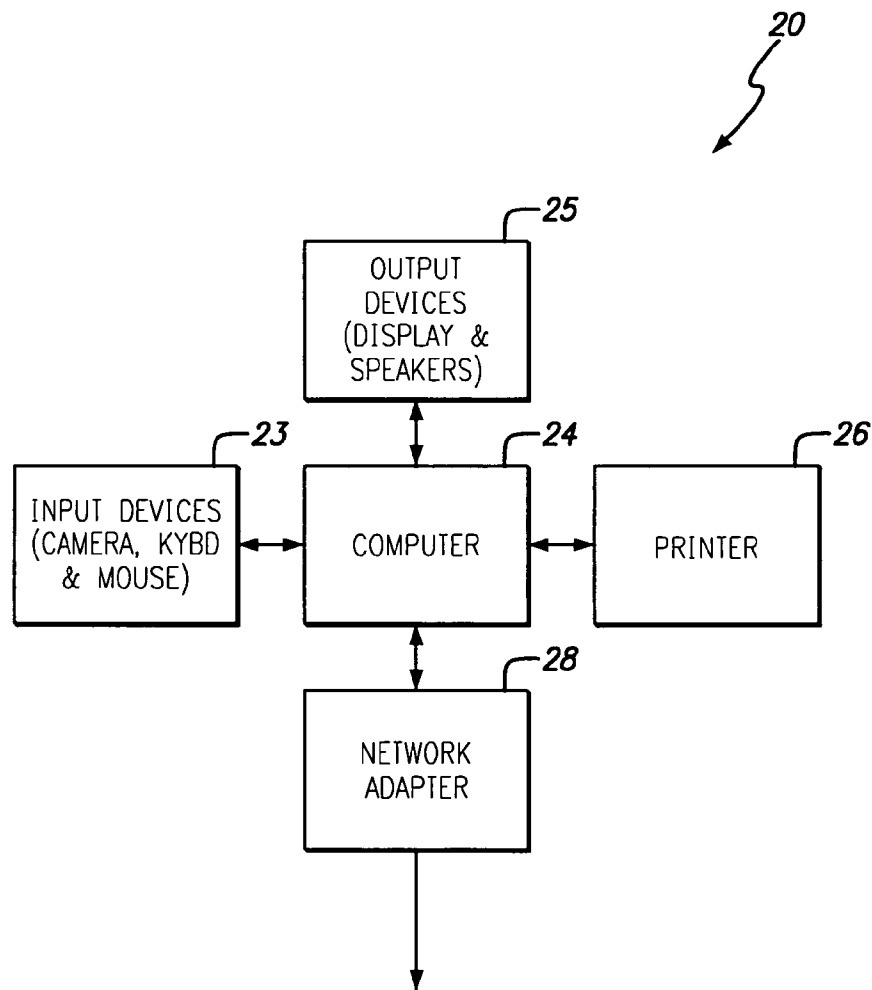 20
25
OUTPUT
DEVICES
(DISPLAY &
SPEAKERS)
23
INPUT DEVICES
(CAMERA, KYBD
& MOUSE)
24
COMPUTER
26
PRINTER
28
NETWORK
ADAPTER